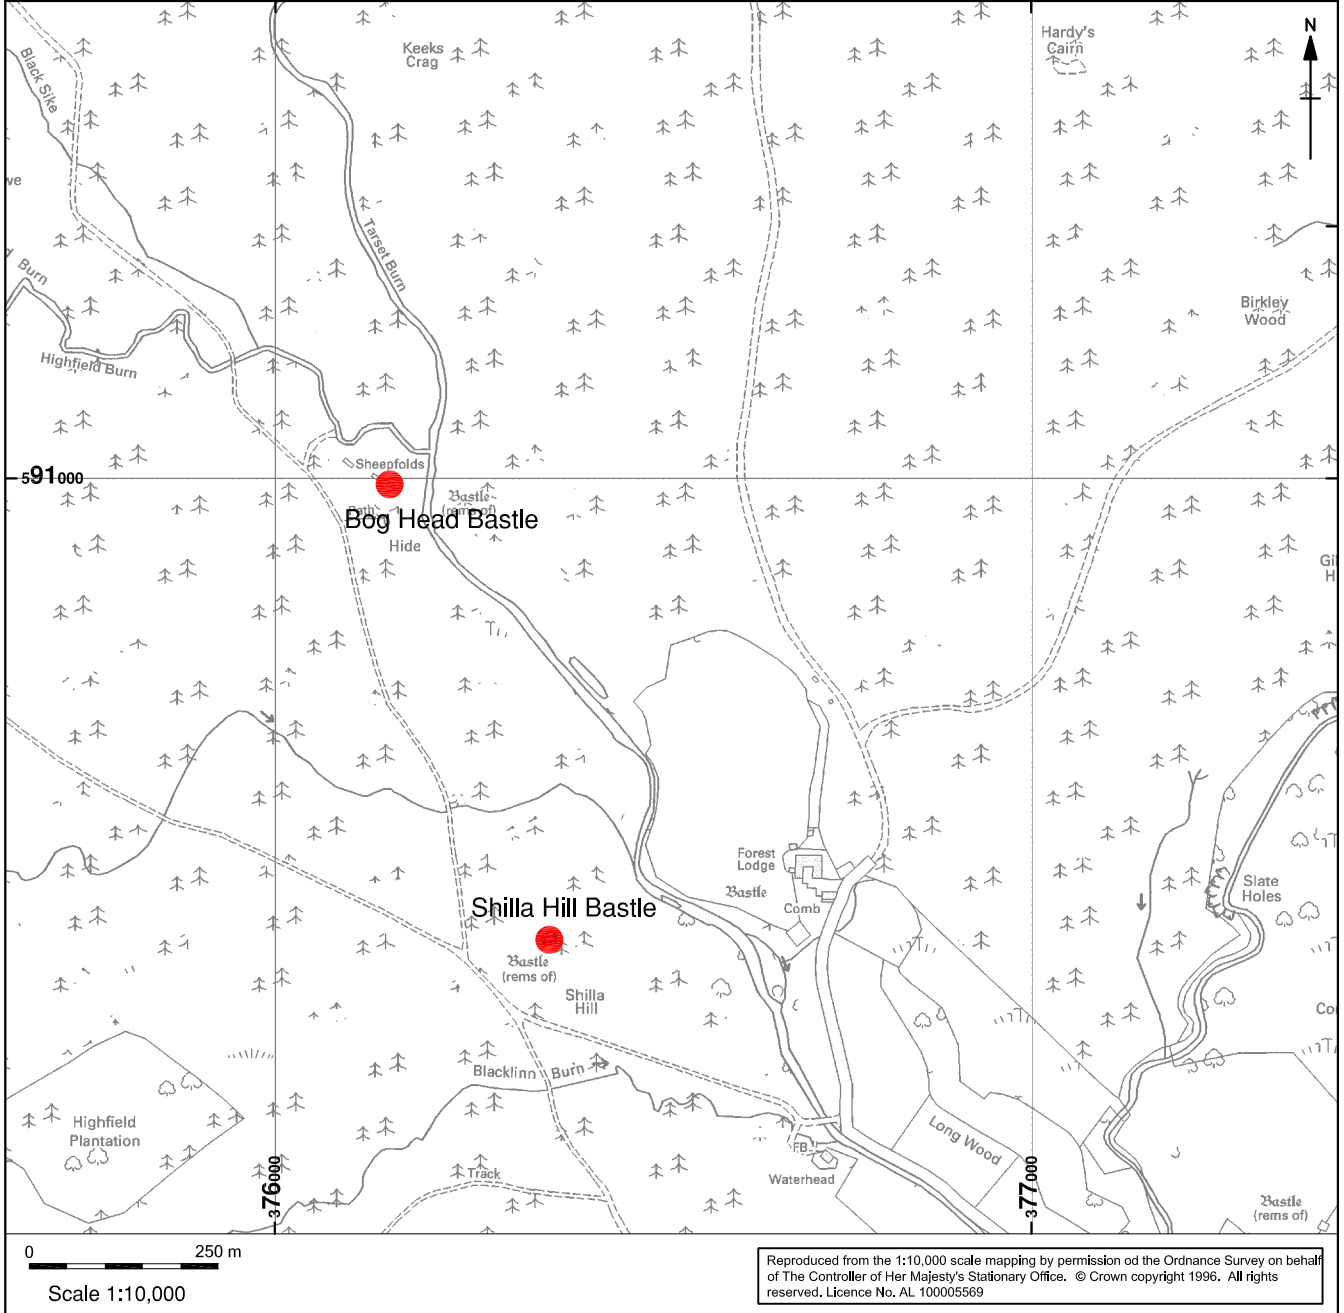 N
Hardy's
Cairn
Keeks
Crag
Black Sike
Tarset Burn
Burn
Birkley
Wood
Highfield Burn
Sheepfolds
591000
Bastle
(rems of)
Path
Bog Head Bastle
Hide
Forest
Lodge
Bastle
Comb
Slate
Holes
Shilla Hill Bastle
Bastle
(rems of)
Shilla
Hill
Blacklinn Burn
Highfield
Plantation
Long Wood
FB
Waterhead
Track
376000
377000
Bastle
(rems of)
0 250 m
Scale 1:10,000
Reproduced from the 1:10,000 scale mapping by permission od the Ordnance Survey on behalf
of The Controller of Her Majesty's Stationary Office. © Crown copyright 1996. All rights
reserved. Licence No. AL 100005569